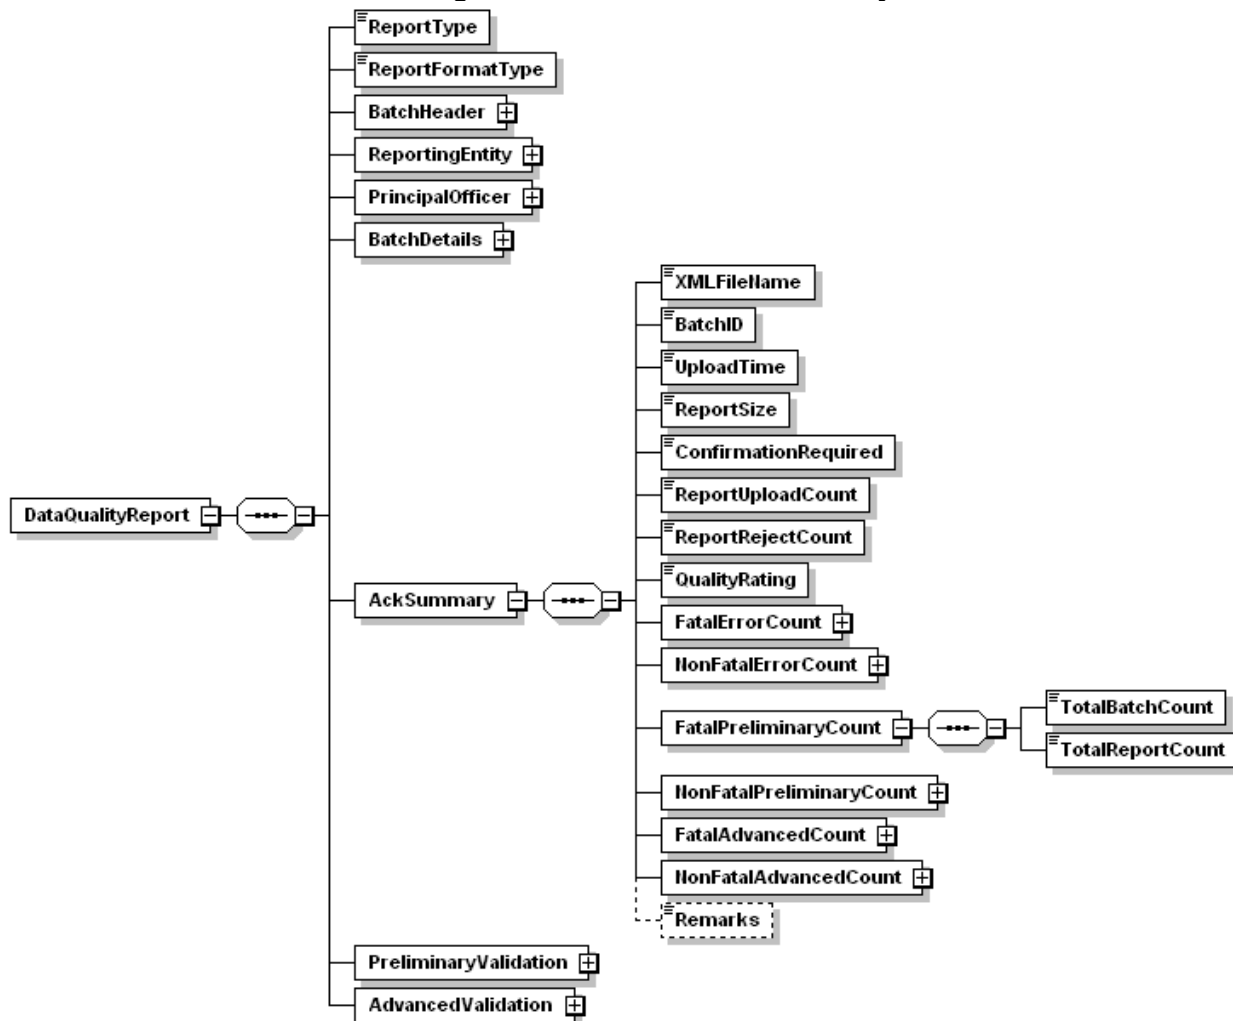 ReportType
ReportFormatType
BatchHeader
ReportingEntity
PrincipalOfficer
BatchDetails
XMLFileName
BatchID
UploadTime
ReportSize
ConfirmationRequired
ReportUploadCount
DataQualityReport
ReportRejectCount
QualityRating
AckSummary
FatalErrorCount
NonFatalErrorCount
FatalPreliminaryCount
TotalBatchCount
TotalReportCount
NonFatalPreliminaryCount
FatalAdvancedCount
NonFatalAdvancedCount
Remarks
PreliminaryValidation
AdvancedValidation